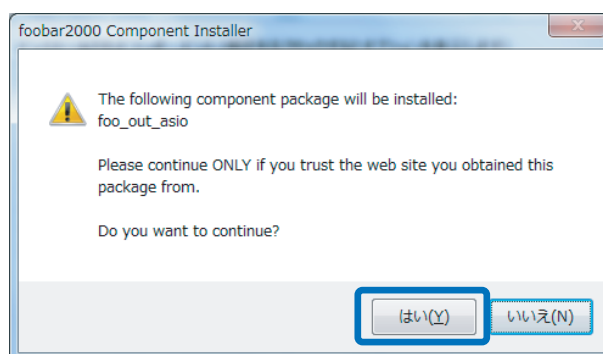 foobar2000 Component Installer
The following component package will be installed:
foo_out_asio
Please continue ONLY if you trust the web site you obtained this
package from.
Do you want to continue?
はい(Y)
いいえ(N)